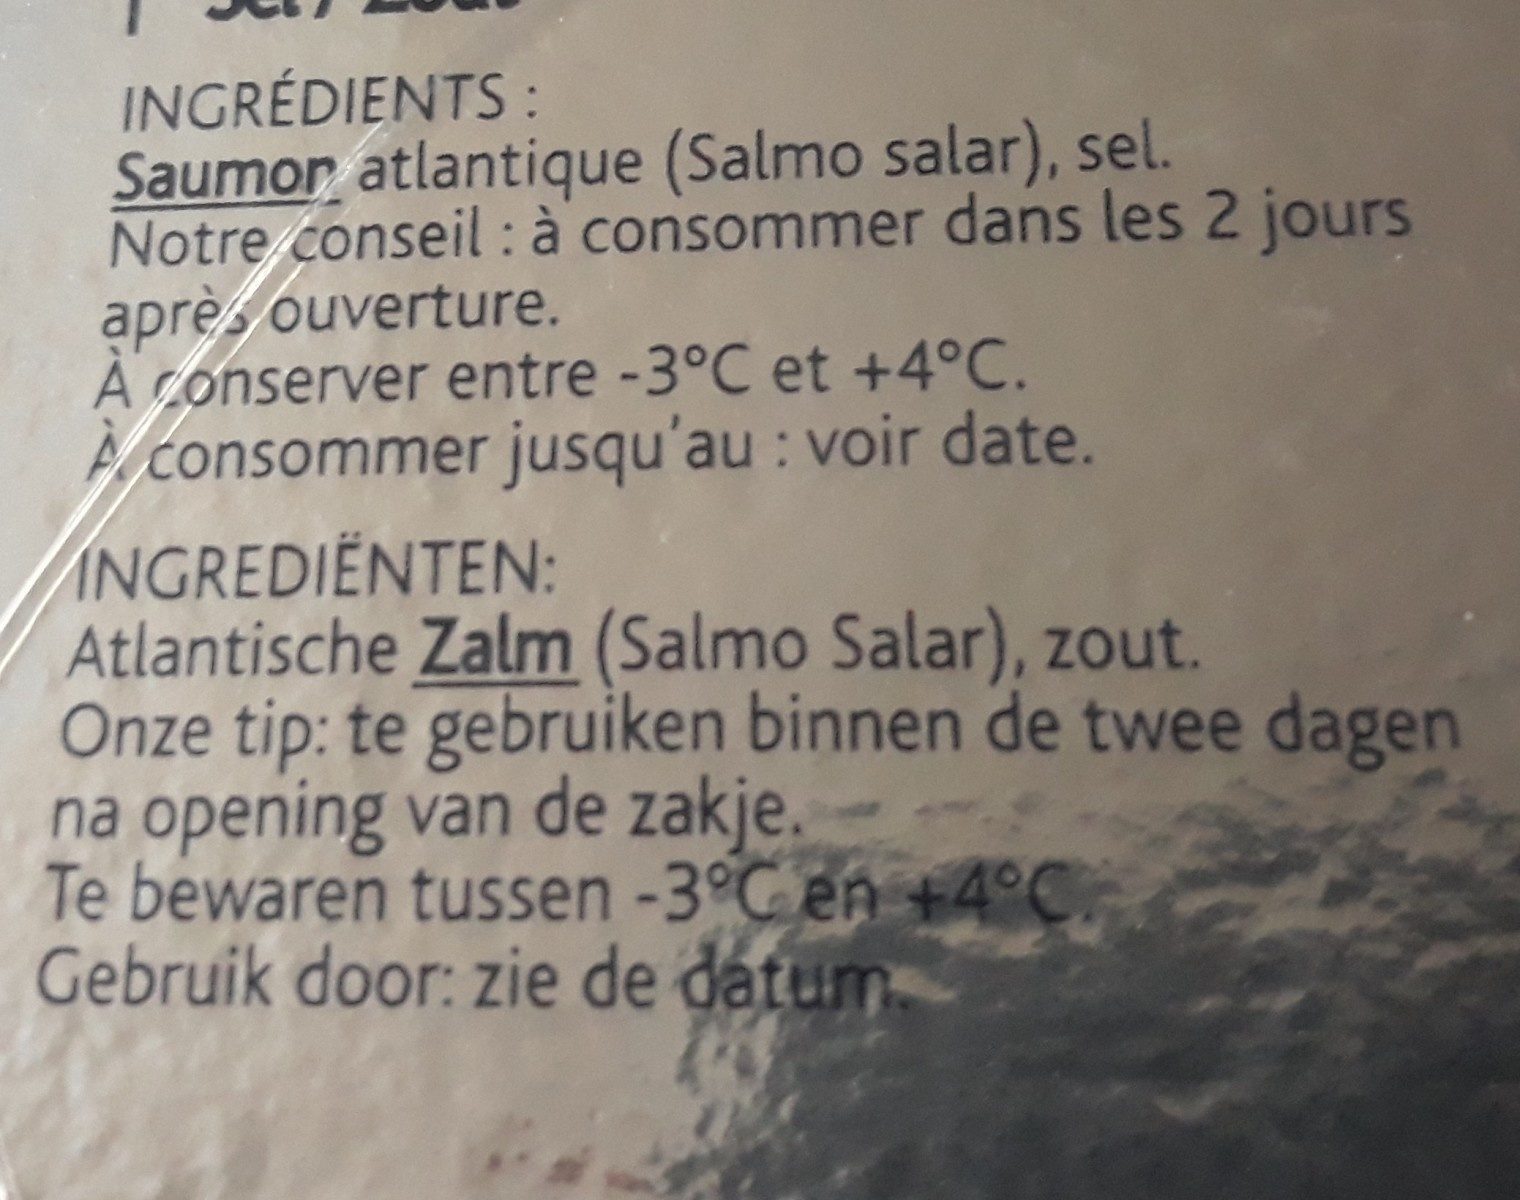 Sel / Zout
INGRÉDIENTS :
Saumon atlantique (Salmo salar), sel.
Notre conseil : à consommer dans les 2 jours
après ouverture.
À conserver entre -3°C et +4°C.
À consommer jusqu'au : voir date.
INGREDIËNTEN:
Atlantische Zalm (Salmo Salar), zout.
Onze tip: te gebruiken binnen de twee dagen
na opening van de zakje.
Te bewaren tussen -3°C en +4°C.
Gebruik door: zie de datum.